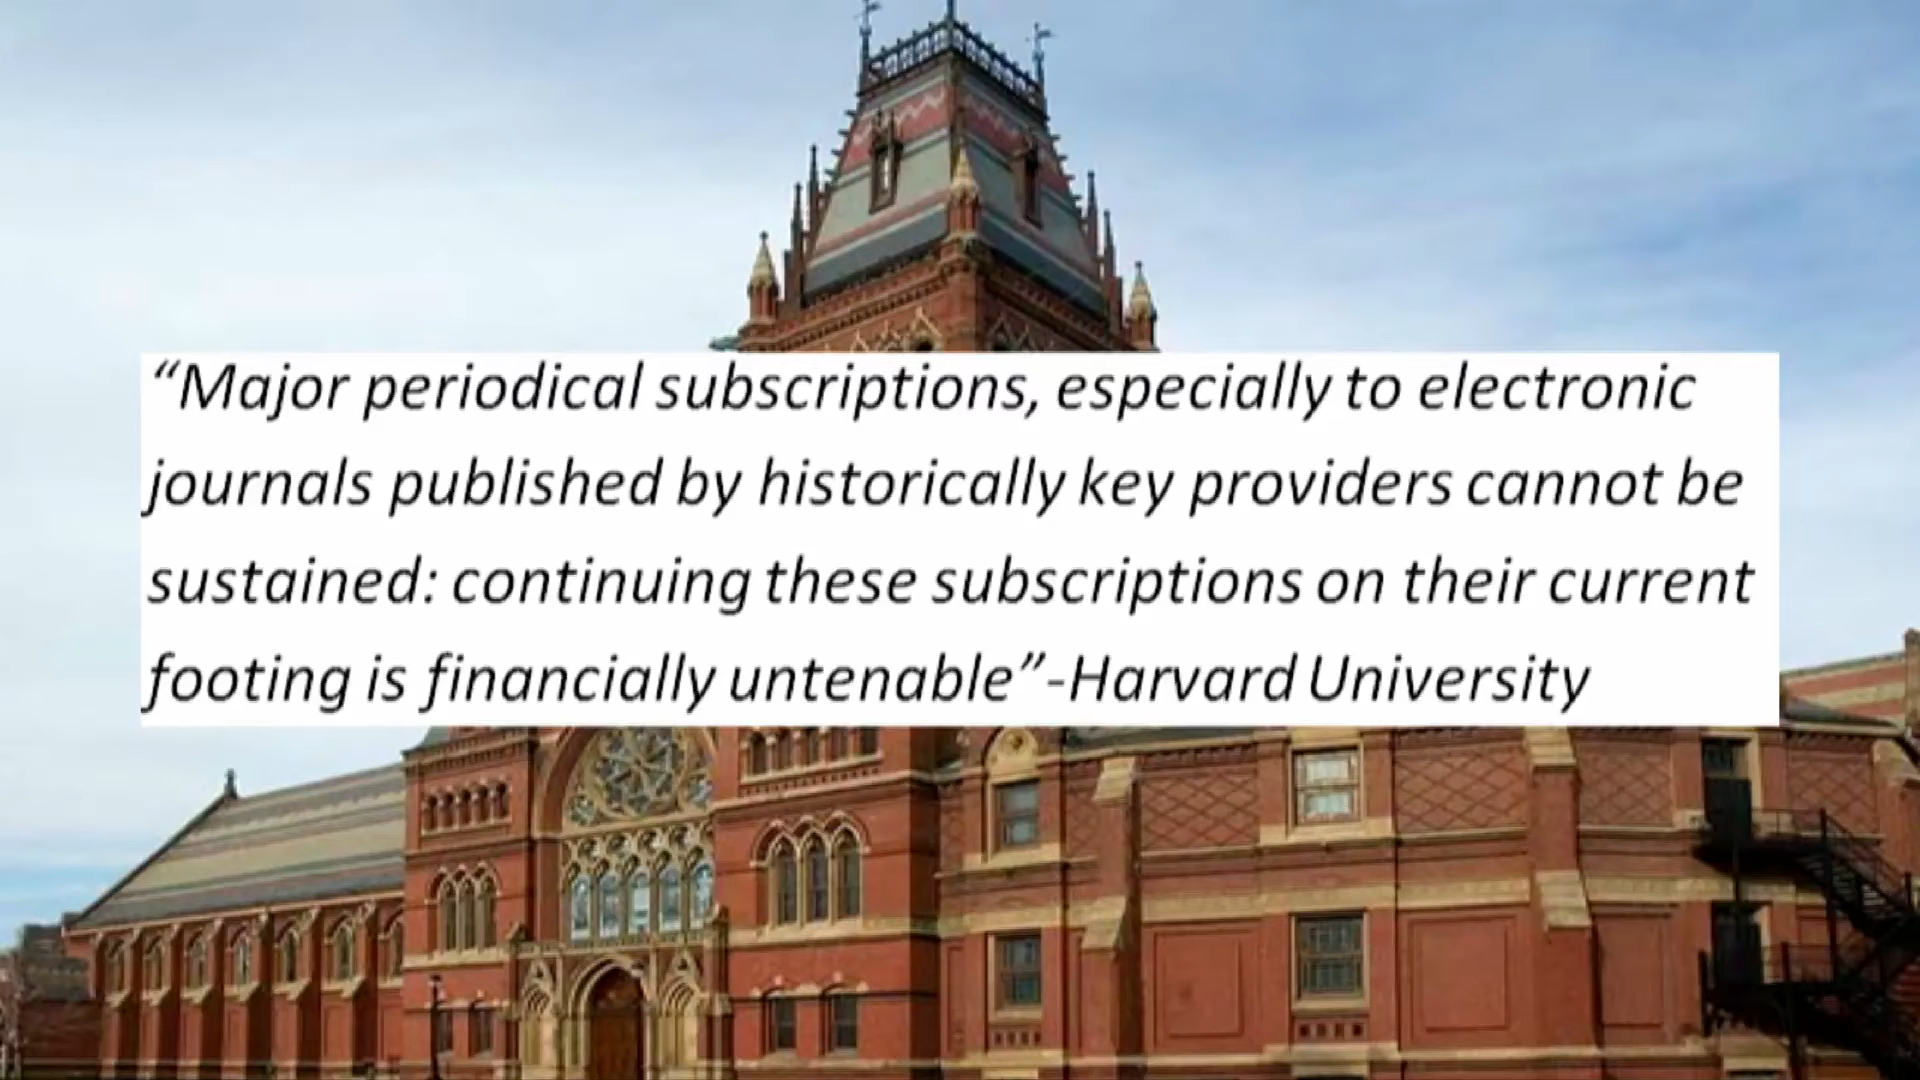 “Major periodical subscriptions, especially to electronic
journals published by historically key providers cannot be
sustained: continuing these subscriptions on their current
footing is financially untenable”-Harvard University